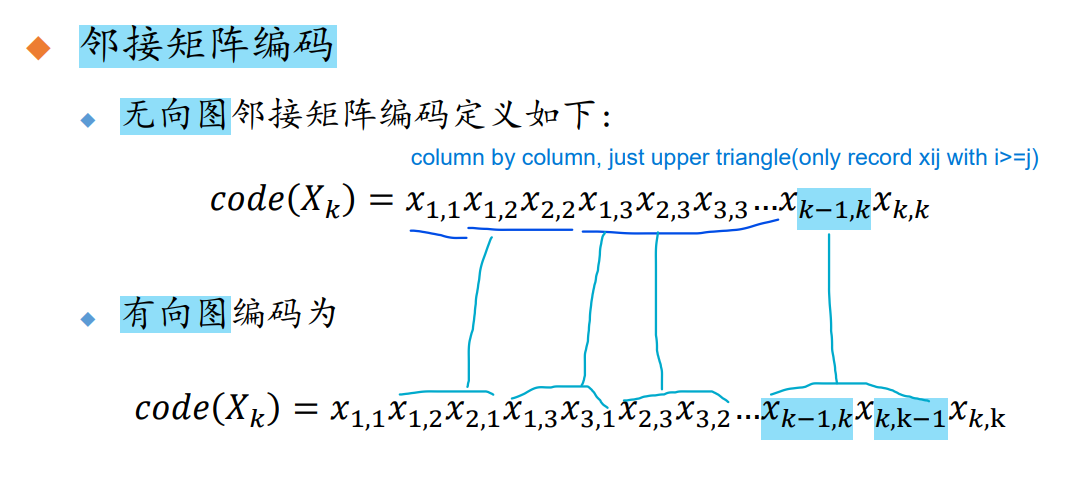 邻接矩阵编码
无向图邻接矩阵编码定义如下:
column by column, just upper triangle(only record xij with i>=j)
code(X_k) = x_{1,1}x_{1,2}x_{2,2}x_{1,3}x_{2,3}x_{3,3}…x_{k−1,k}x_{k,k}
有向图编码为
code(X_k) = x_{1,1}x_{1,2}x_{2,1}x_{1,3}x_{3,1}x_{2,3}x_{3,2}…x_{k−1,k}x_{k,k−1}x_{k,k}